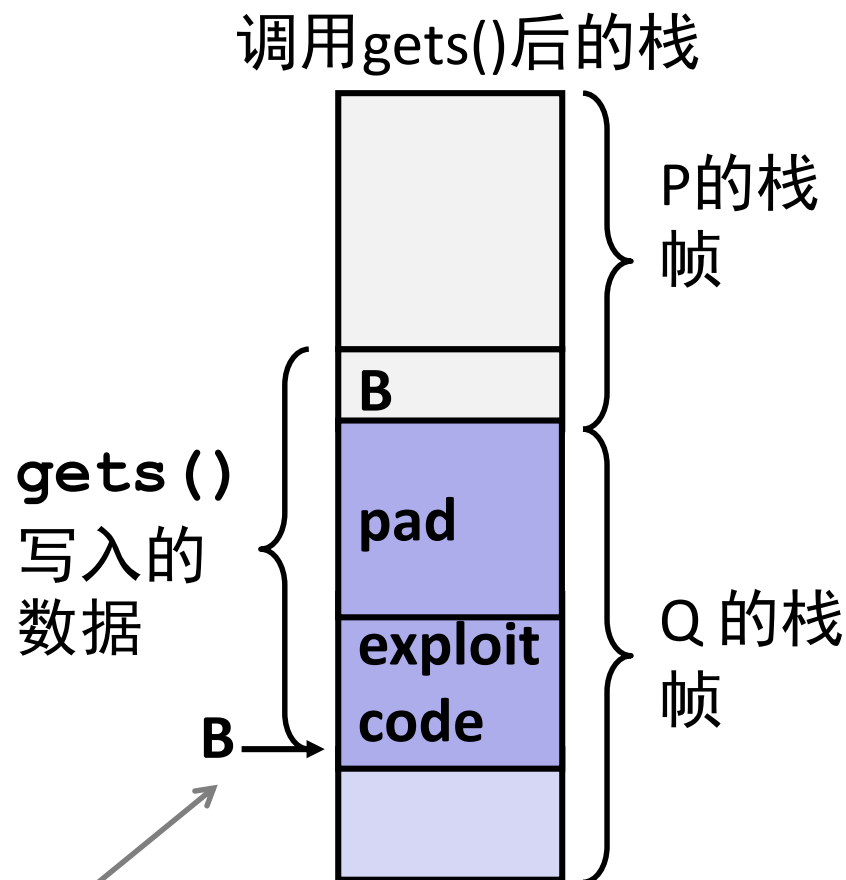 调用gets()后的栈
P的栈
帧
B
gets()
写入的
数据
pad
exploit
code
B
Q 的栈
帧